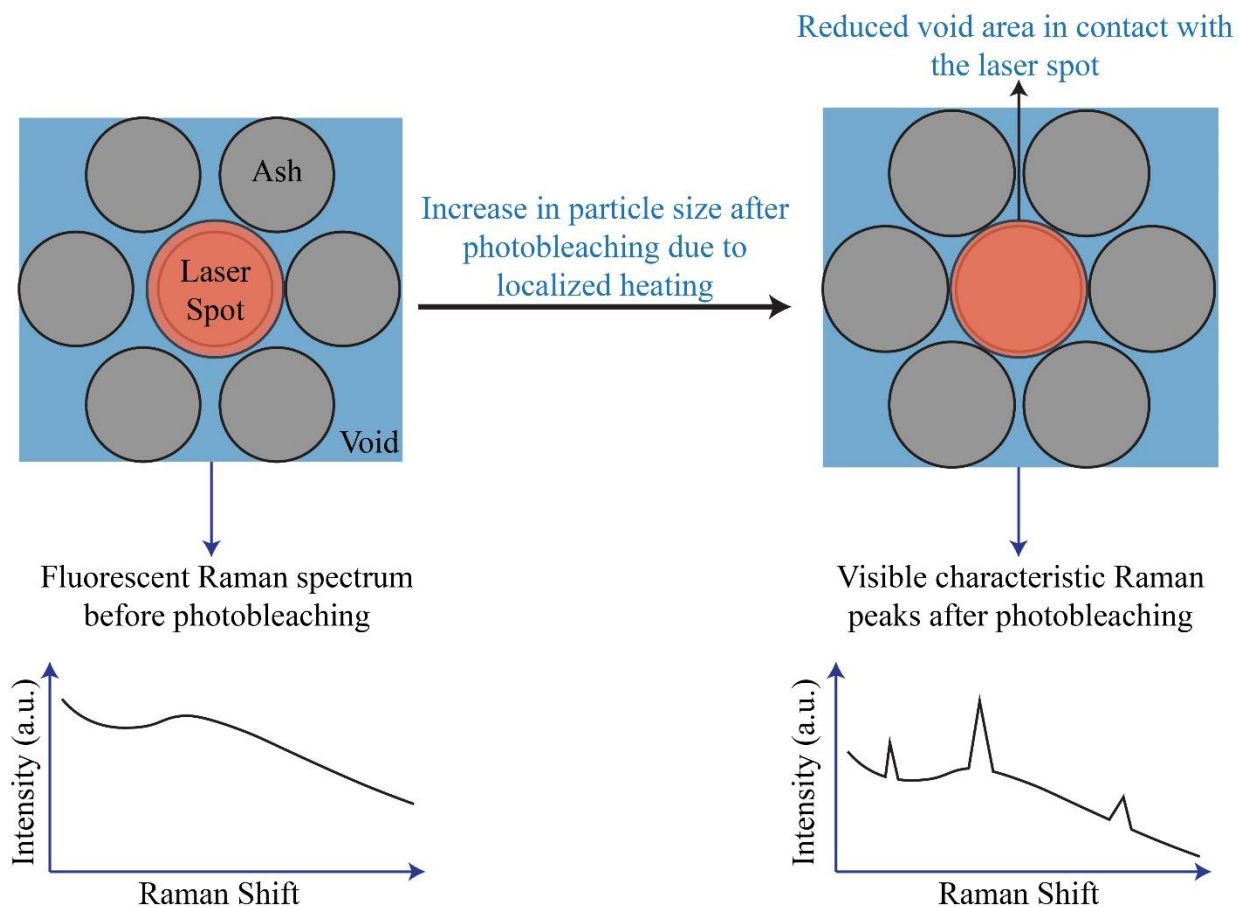 Reduced void area in contact with
the laser spot
Ash
Laser
Spot
Void
Increase in particle size after
photobleaching due to
localized heating
Fluorescent Raman spectrum
before photobleaching
Visible characteristic Raman
peaks after photobleaching
Intensity (a.u.)
Raman Shift
Intensity (a.u.)
Raman Shift